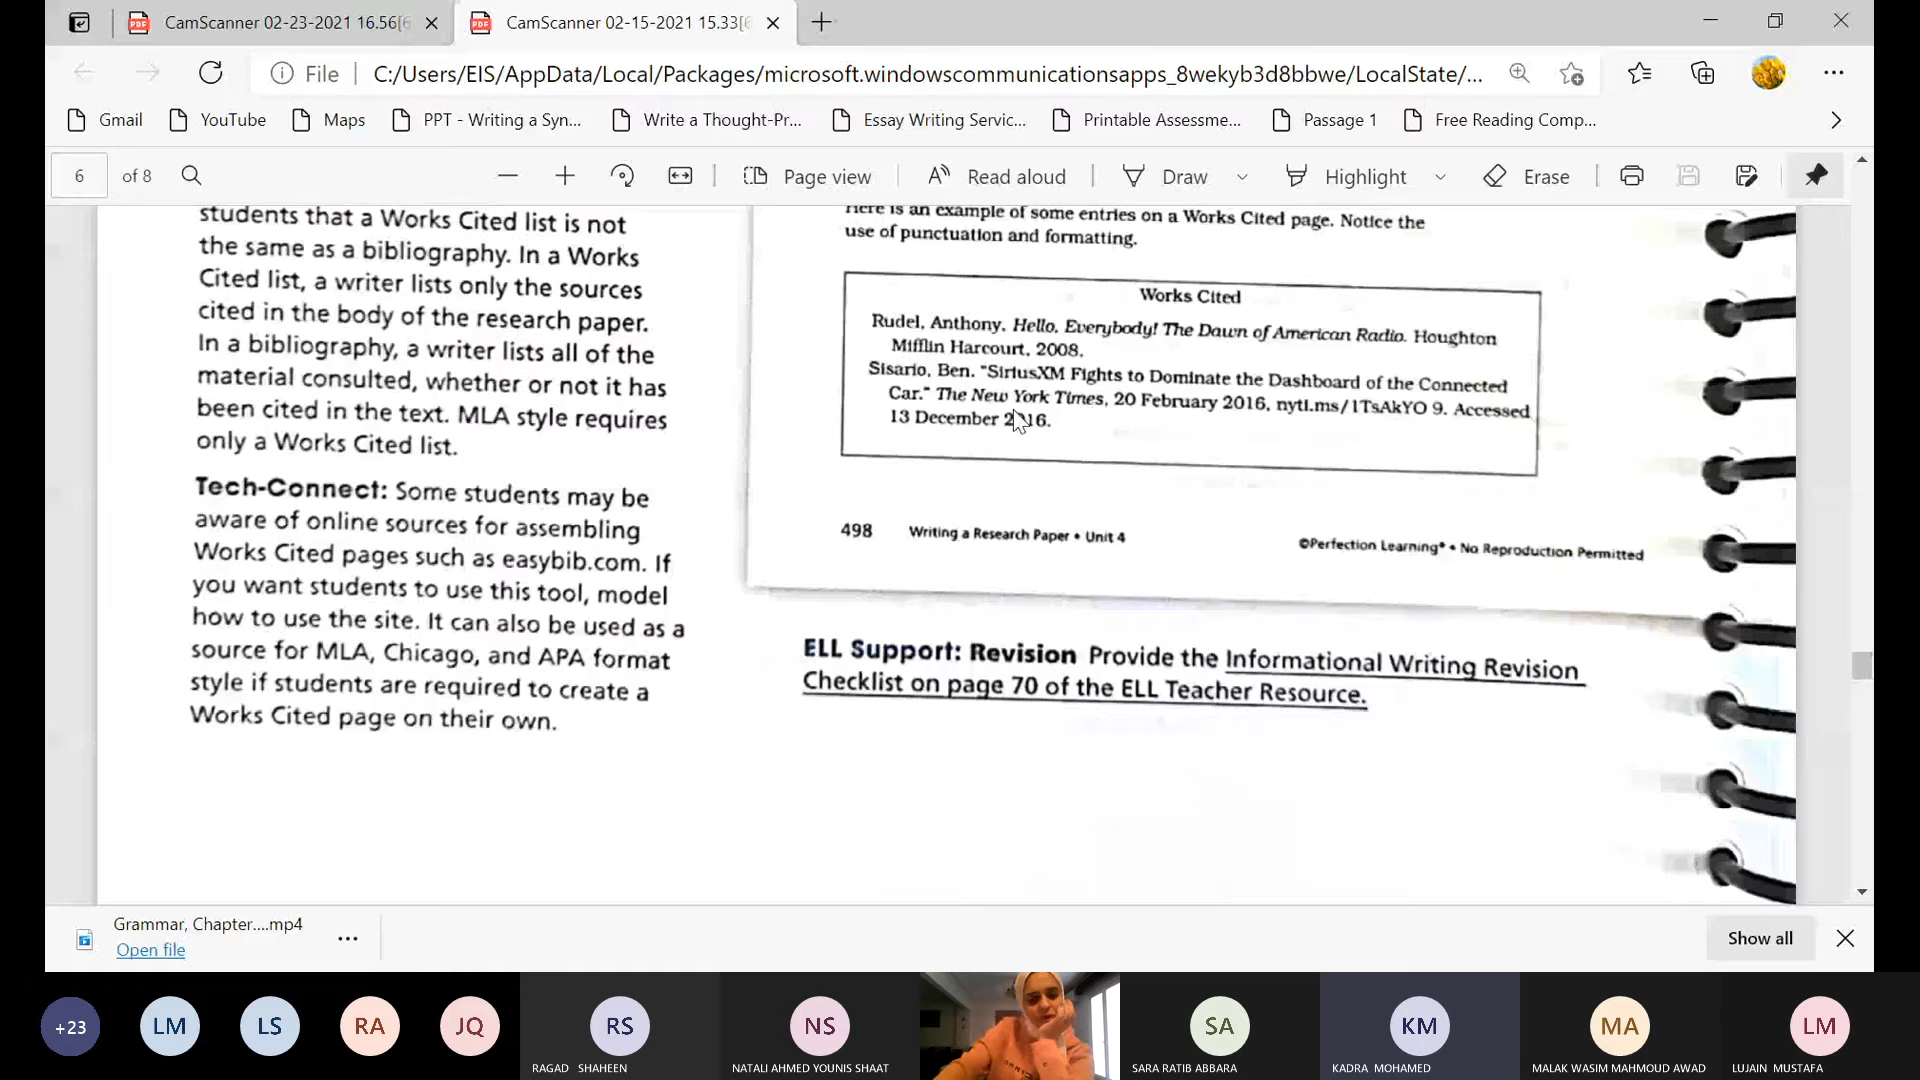 CamScanner 02-23-2021 16.56[6
CamScanner 02-15-2021 15.33[6
File
C:/Users/EIS/AppData/Local/Packages/microsoft.windowscommunicationsapps_8wekyb3d8bbwe/LocalState/...
Gmail
YouTube
Maps
PPT - Writing a Syn...
Write a Thought-Pr...
Essay Writing Servic...
Printable Assessme...
Passage 1
Free Reading Comp...
6 of 8
Page view
Read aloud
Draw
Highlight
Erase
students that a Works Cited list is not
the same as a bibliography. In a Works
Cited list, a writer lists only the sources
cited in the body of the research paper.
In a bibliography, a writer lists all of the
material consulted, whether or not it has
been cited in the text. MLA style requires
only a Works Cited list.
Tech-Connect: Some students may be
aware of online sources for assembling
Works Cited pages such as easybib.com. If
you want students to use this tool, model
how to use the site. It can also be used as a
source for MLA, Chicago, and APA format
style if students are required to create a
Works Cited page on their own.
Here is an example of some entries on a Works Cited page. Notice the
use of punctuation and formatting.
Works Cited
Rudel, Anthony. Hello, Everybody! The Dawn of American Radio. Houghton
Mifflin Harcourt, 2008.
Sisario, Ben. "SiriusXM Fights to Dominate the Dashboard of the Connected
Car." The New York Times, 20 February 2016, nyti.ms/1TsAkYO 9. Accessed
13 December 2016.
498 Writing a Research Paper • Unit 4
©Perfection Learning® • No Reproduction Permitted
ELL Support: Revision Provide the Informational Writing Revision
Checklist on page 70 of the ELL Teacher Resource.
Grammar, Chapter....mp4
Open file
Show all
+23
LM
LS
RA
JQ
RS
RAGAD SHAHEEN
NS
NATALI AHMED YOUNIS SHAAT
SA
SARA RATIB ABBARA
KM
KADRA MOHAMED
MA
MALAK WASIM MAHMOUD AWAD
LM
LUJAIN MUSTAFA